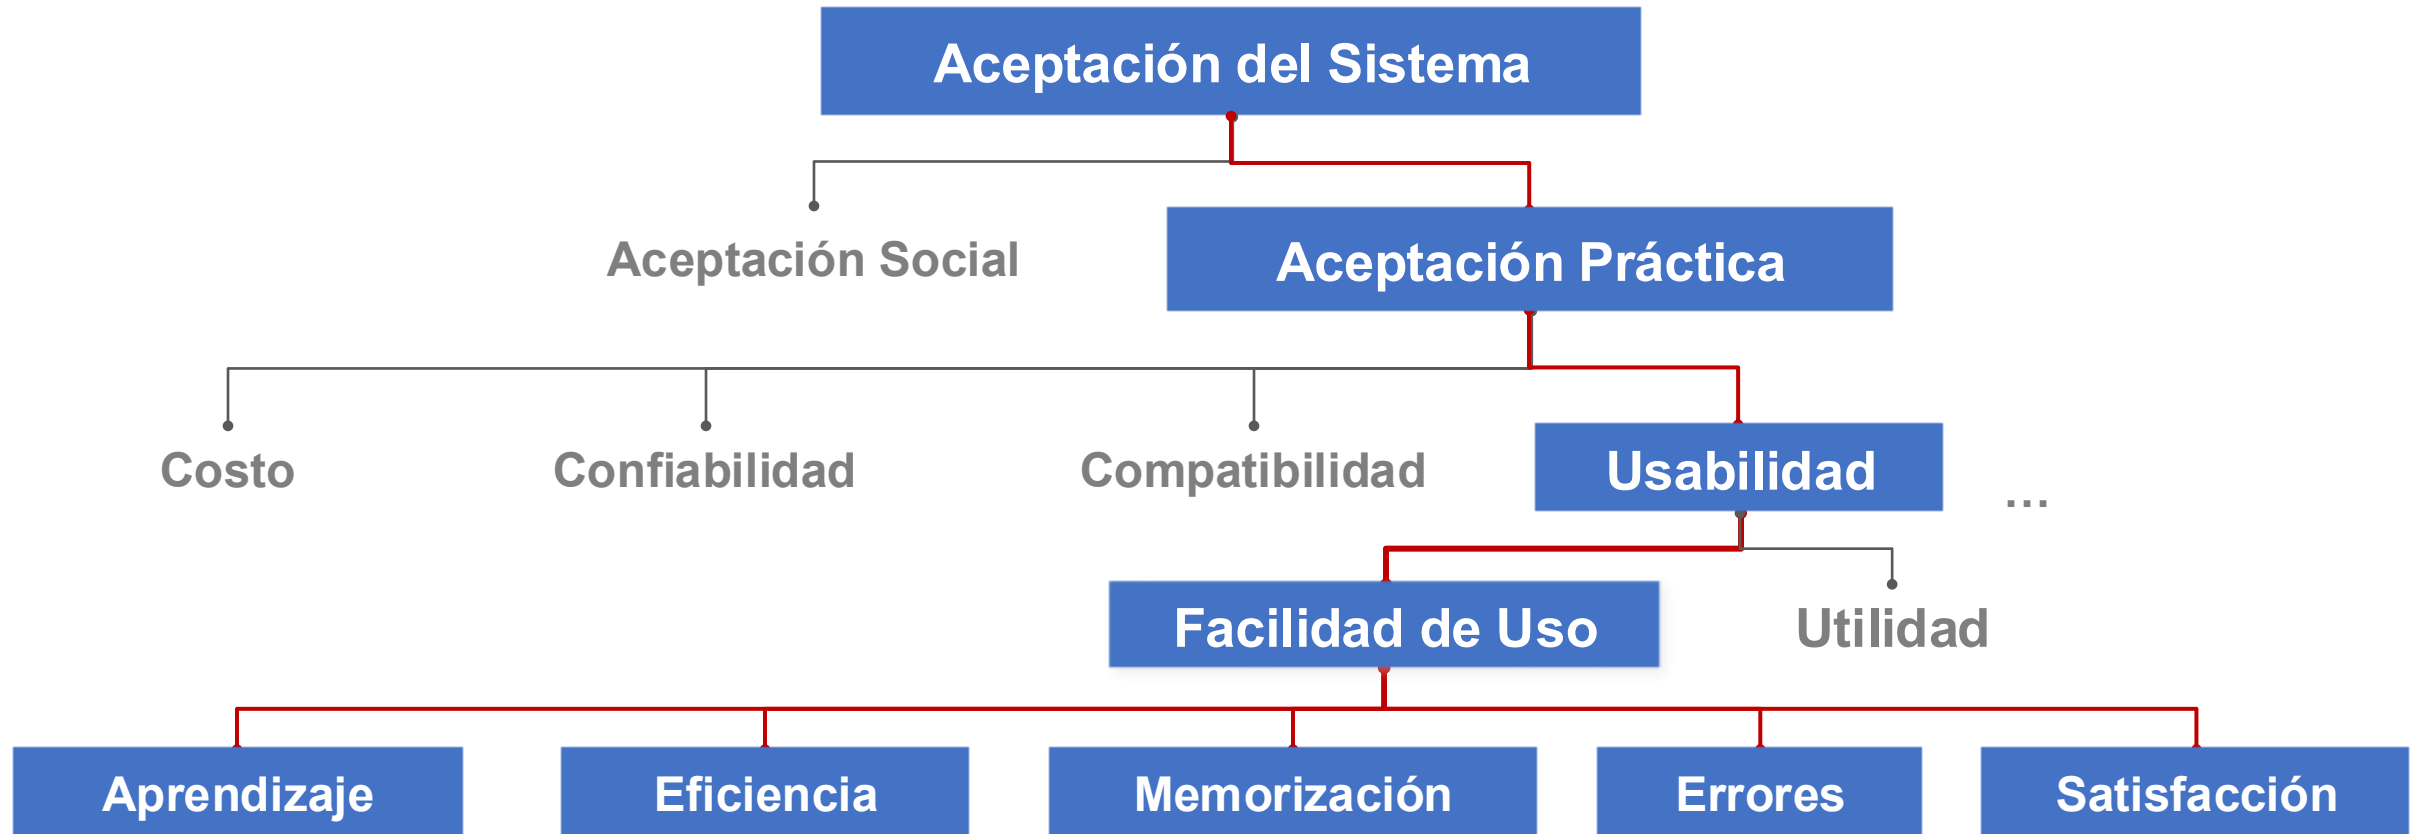 Aceptación del Sistema
Aceptación Social
Aceptación Práctica
Costo
Confiabilidad
Compatibilidad
Usabilidad
...
Facilidad de Uso
Utilidad
Aprendizaje
Eficiencia
Memorización
Errores
Satisfacción